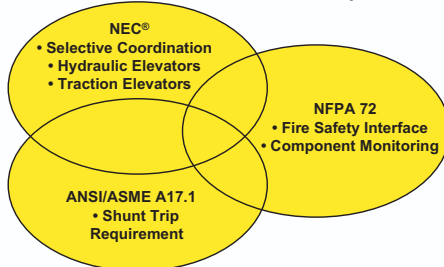 NEC®
• Selective Coordination
• Hydraulic Elevators
• Traction Elevators
NFPA 72
• Fire Safety Interface
• Component Monitoring
ANSI/ASME A17.1
• Shunt Trip
Requirement